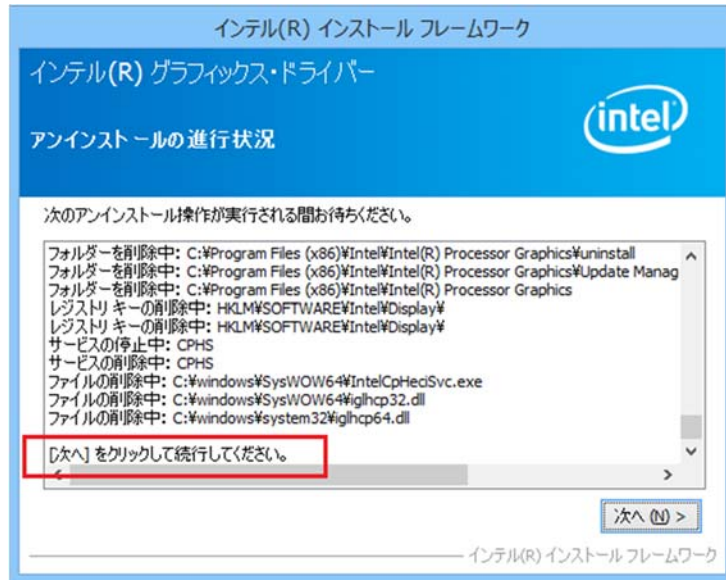 インテル(R) インストール フレームワーク
インテル(R) グラフィックス・ドライバー
intel
アンインストールの進行状況
次のアンインストール操作が実行される間お待ちください。
フォルダーを削除中: C:¥Program Files (x86)¥Intel¥Intel(R) Processor Graphics¥uninstall
フォルダーを削除中: C:¥Program Files (x86)¥Intel¥Intel(R) Processor Graphics¥Update Manag
フォルダーを削除中: C:¥Program Files (x86)¥Intel¥Intel(R) Processor Graphics
レジストリ キーの削除中: HKLM¥SOFTWARE¥Intel¥Display¥
レジストリ キーの削除中: HKLM¥SOFTWARE¥Intel¥Display¥
サービスの停止中: CPHS
サービスの削除中: CPHS
ファイルの削除中: C:¥windows¥SysWOW64¥IntelCpHeciSvc.exe
ファイルの削除中: C:¥windows¥SysWOW64¥iglhcp32.dll
ファイルの削除中: C:¥windows¥system32¥iglhcp64.dll
[次へ] をクリックして続行してください。
次へ (N) >
インテル(R) インストール フレームワーク